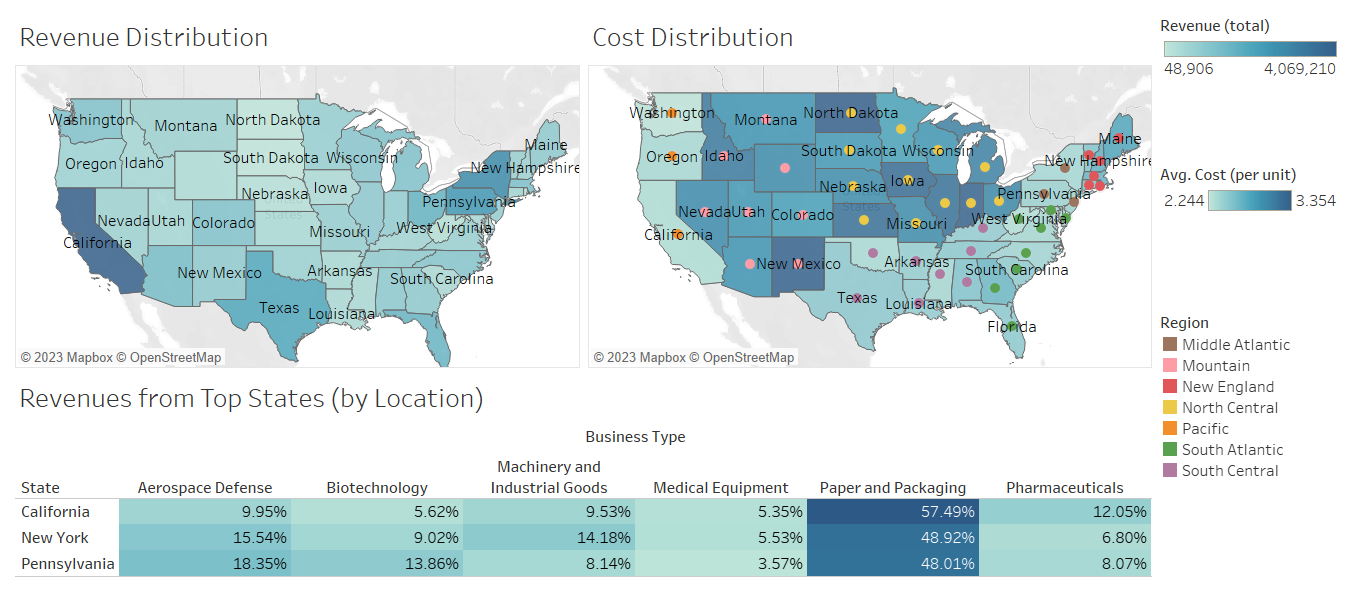 Revenue Distribution
Washington
Montana
North Dakota
Oregon
Idaho
South Dakota
Wisconsin
Maine
New Hampshire
Nebraska
Iowa
Nevada
Utah
Colorado
States
Pennsylvania
California
Missouri
West Virginia
New Mexico
Arkansas
South Carolina
Texas
Louisiana
© 2023 Mapbox © OpenStreetMap
Cost Distribution
Washington
Montana
North Dakota
Oregon
Idaho
South Dakota
Wisconsin
Maine
New Hampshire
Nebraska
Iowa
Nevada
Utah
Colorado
States
Pennsylvania
California
Missouri
West Virginia
New Mexico
Arkansas
South Carolina
Texas
Louisiana
Florida
© 2023 Mapbox © OpenStreetMap
Revenue (total)
48,906 4,069,210
Avg. Cost (per unit)
2.244 3.354
Region
Middle Atlantic
Mountain
New England
North Central
Pacific
South Atlantic
South Central
Revenues from Top States (by Location)
Business Type
State Aerospace Defense Biotechnology Machinery and Industrial Goods Medical Equipment Paper and Packaging Pharmaceuticals
California 9.95% 5.62% 9.53% 5.35% 57.49% 12.05%
New York 15.54% 9.02% 14.18% 5.53% 48.92% 6.80%
Pennsylvania 18.35% 13.86% 8.14% 3.57% 48.01% 8.07%